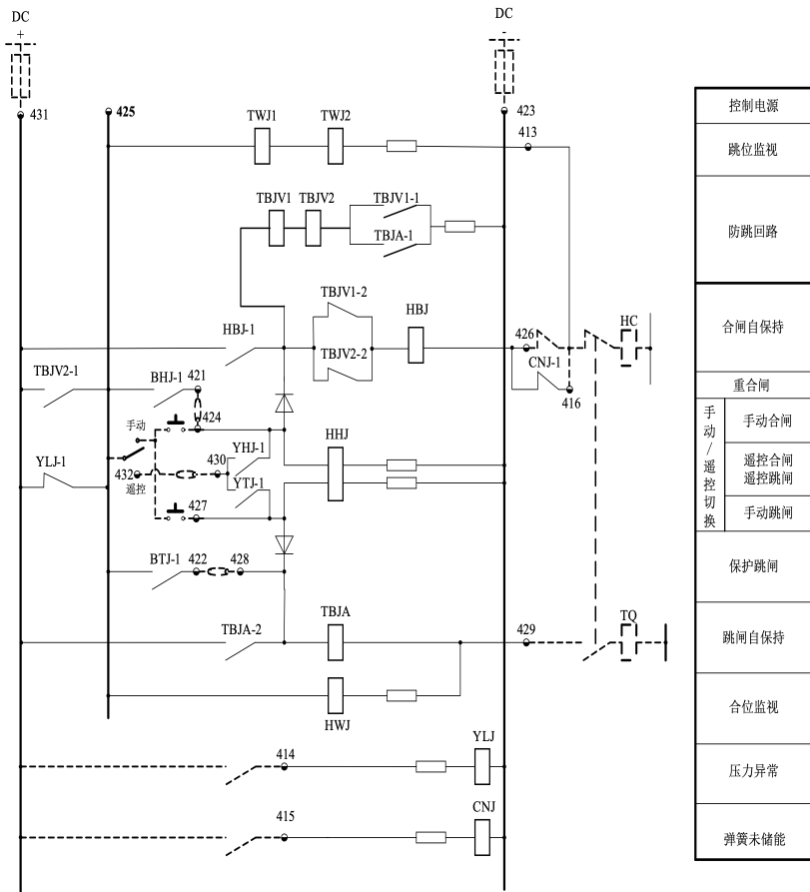 DC
+
DC
-
431
425
423
TWJ1
TWJ2
413
TBJV1
TBJV2
TBJV1-1
TBJA-1
TBJV1-2
HBJ
HBJ-1
426
HC
TBJV2-2
CNJ-1
416
TBJV2-1
BHJ-1
421
424
手动
HHJ
YHJ-1
YLJ-1
432
430
遥控
YTJ-1
427
BTJ-1
422
428
TBJA
TBJA-2
429
TQ
HWJ
YLJ
414
CNJ
415
控制电源
跳位监视
防跳回路
合闸自保持
重合闸
手动/遥控切换
手动合闸
遥控合闸
遥控跳闸
手动跳闸
保护跳闸
跳闸自保持
合位监视
压力异常
弹簧未储能